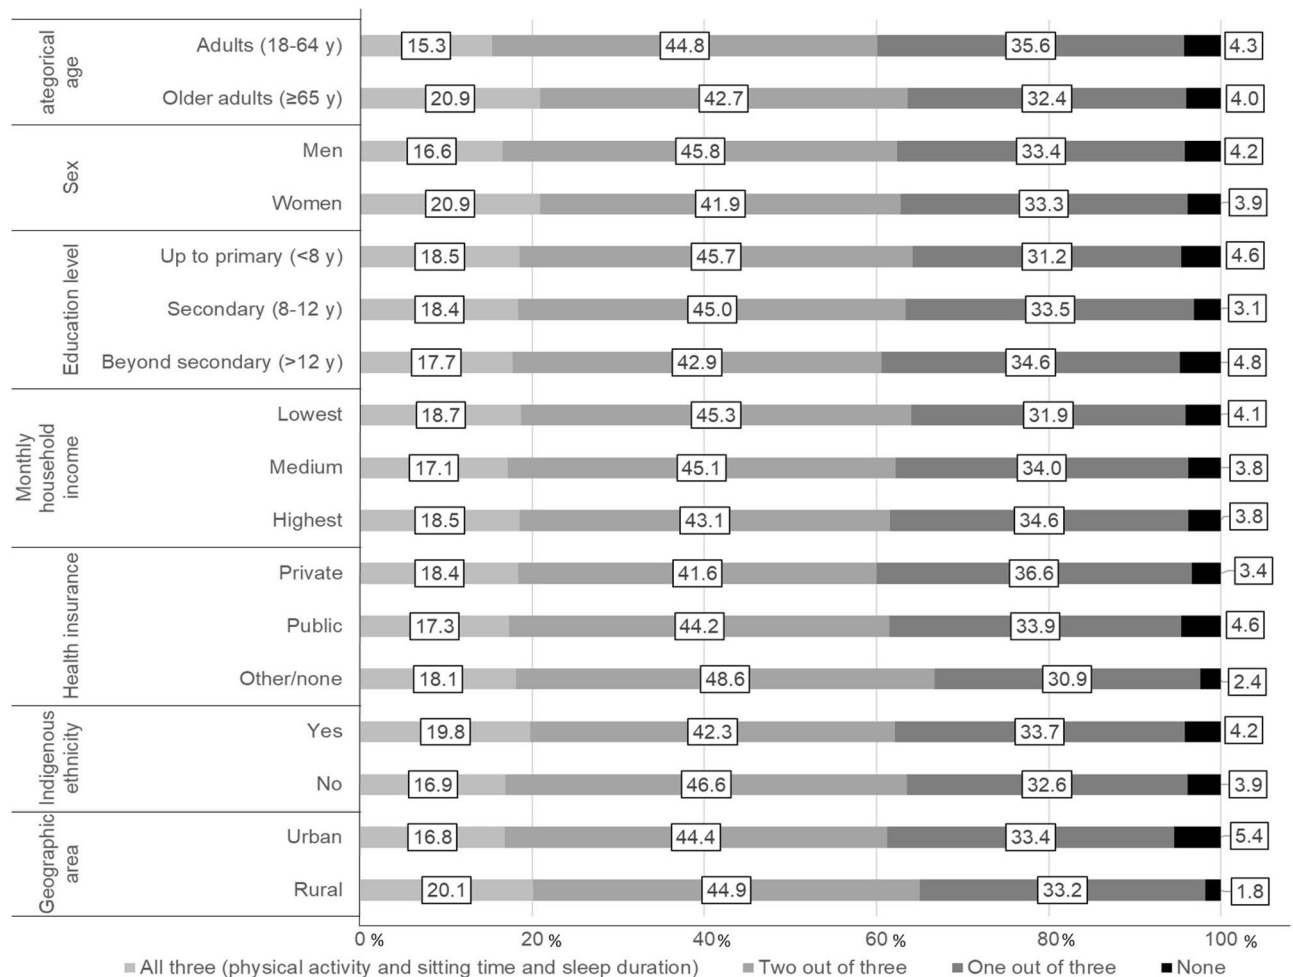 ategorical
age
Adults (18-64 y) 15.3 44.8 35.6 4.3
Older adults (≥65 y) 20.9 42.7 32.4 4.0
Sex
Men 16.6 45.8 33.4 4.2
Women 20.9 41.9 33.3 3.9
Education level
Up to primary (<8 y) 18.5 45.7 31.2 4.6
Secondary (8-12 y) 18.4 45.0 33.5 3.1
Beyond secondary (>12 y) 17.7 42.9 34.6 4.8
Monthly
household
income
Lowest 18.7 45.3 31.9 4.1
Medium 17.1 45.1 34.0 3.8
Highest 18.5 43.1 34.6 3.8
Health insurance
Private 18.4 41.6 36.6 3.4
Public 17.3 44.2 33.9 4.6
Other/none 18.1 48.6 30.9 2.4
Indigenous
ethnicity
Yes 19.8 42.3 33.7 4.2
No 16.9 46.6 32.6 3.9
Geographic
area
Urban 16.8 44.4 33.4 5.4
Rural 20.1 44.9 33.2 1.8
0 % 20 % 40 % 60 % 80 % 100 %
All three (physical activity and sitting time and sleep duration) Two out of three One out of three None